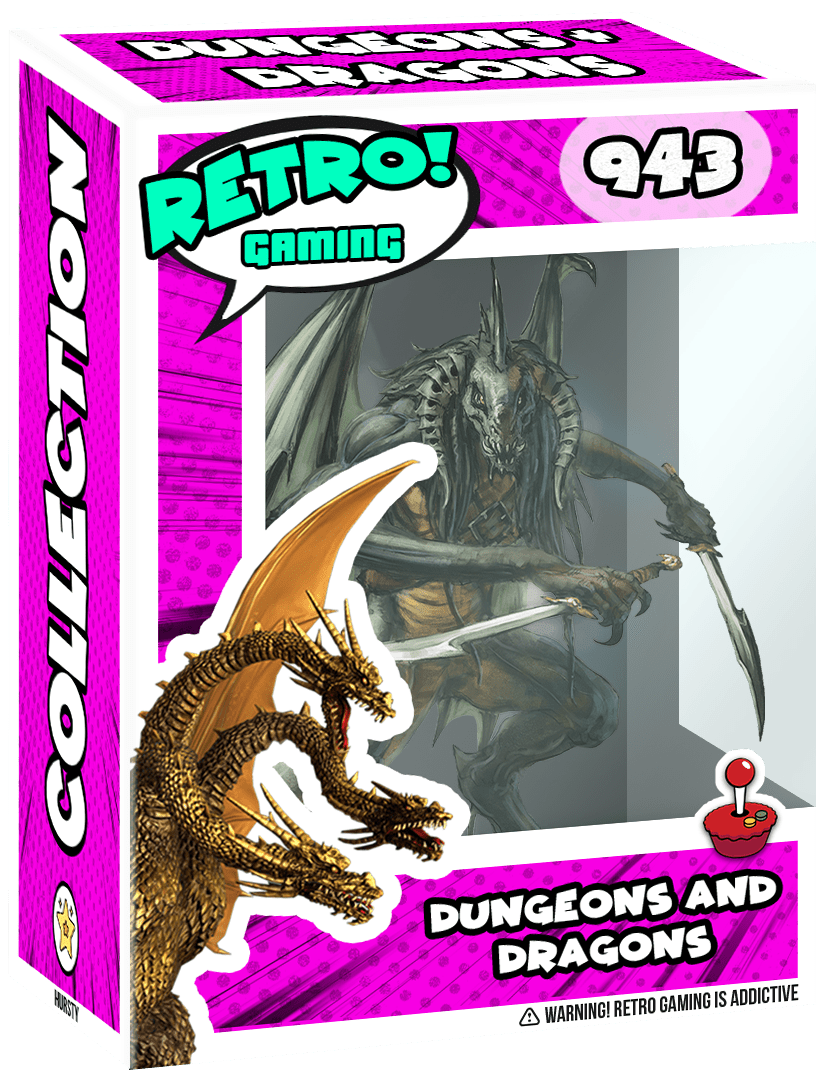 DUNGEONS +
DRAGONS
COLLECTION
RETRO!
GAMING
943
DUNGEONS AND
DRAGONS
WARNING! RETRO GAMING IS ADDICTIVE
HURSTY